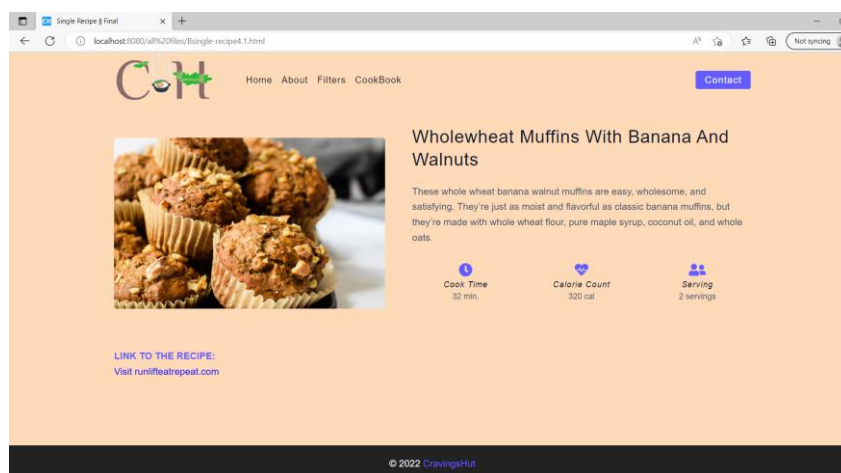 Single Recipe || Final
localhost:8080/all%20files/8single-recipe4.1.html
Not syncing
CH
Home About Filters CookBook
Contact
Wholewheat Muffins With Banana And
Walnuts
These whole wheat banana walnut muffins are easy, wholesome, and
satisfying. They're just as moist and flavorful as classic banana muffins, but
they're made with whole wheat flour, pure maple syrup, coconut oil, and whole
oats.
Cook Time
Calorie Count
Serving
32 min.
320 cal
2 servings
LINK TO THE RECIPE:
Visit runlifteatrepeat.com
© 2022 CravingsHut